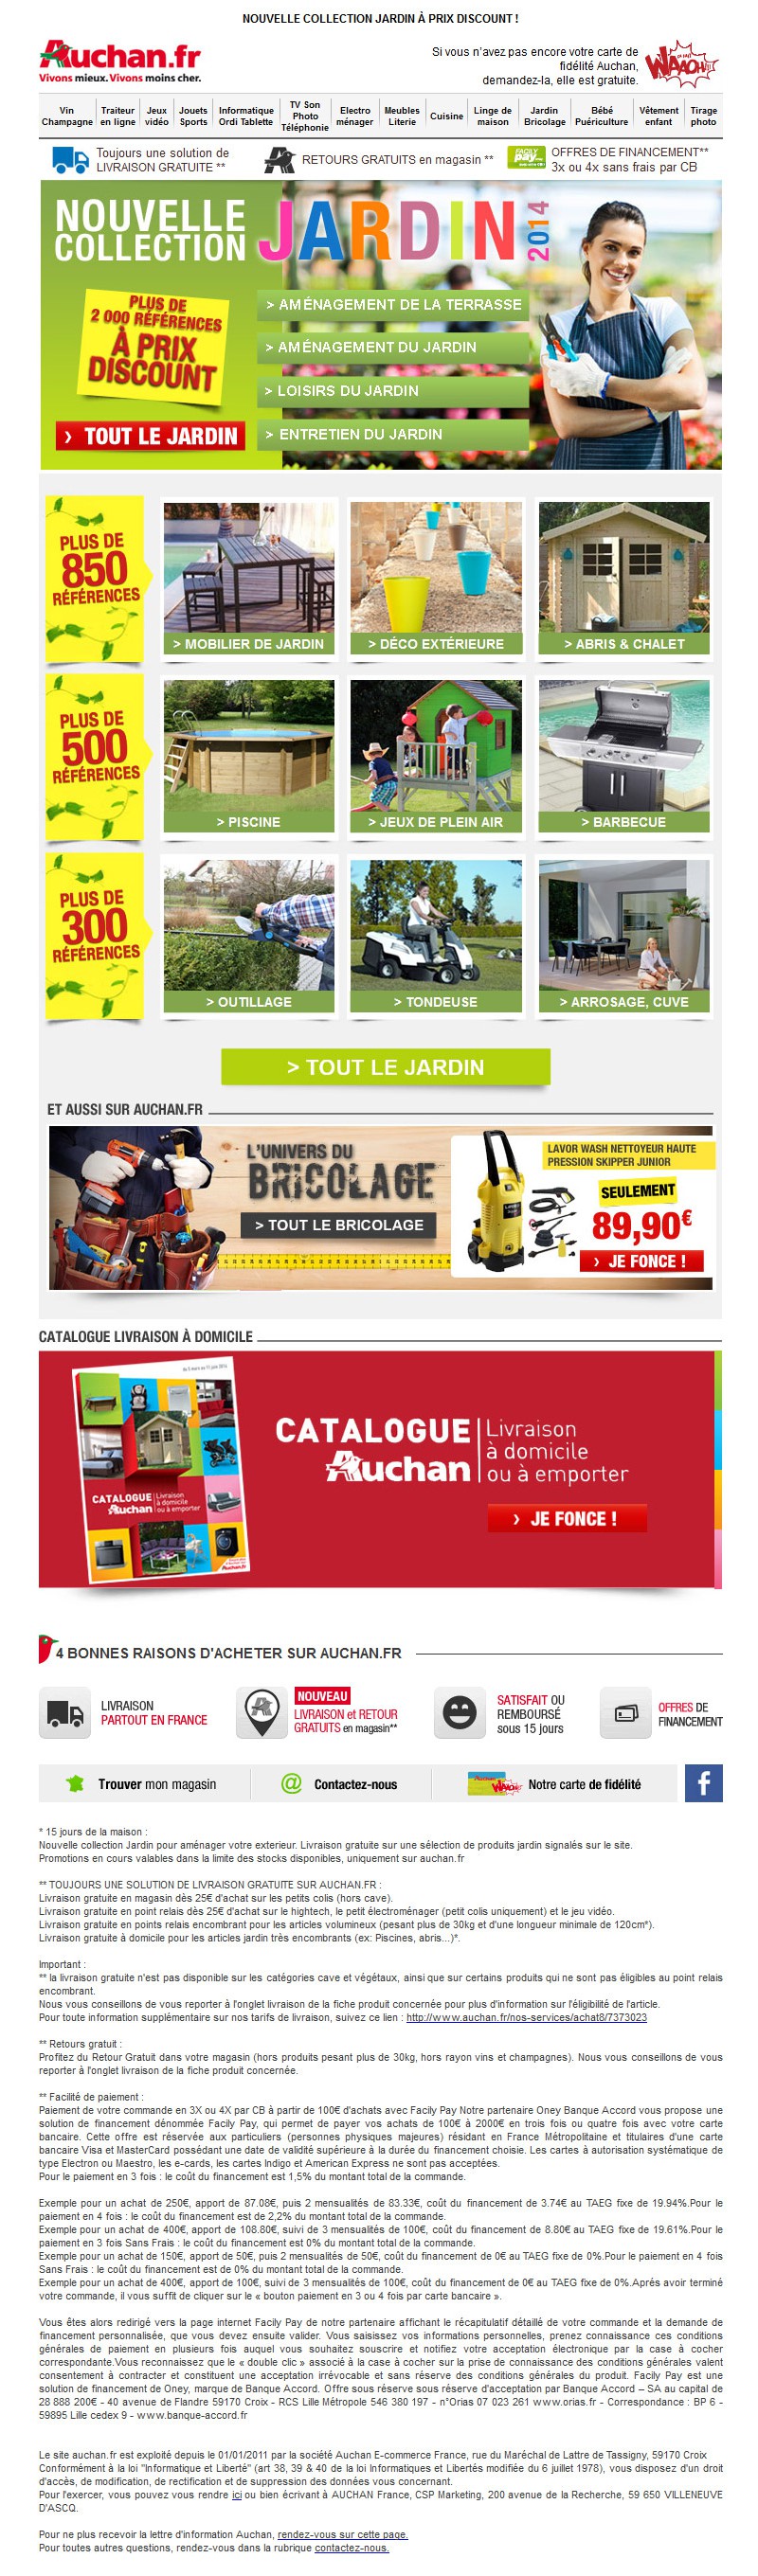 NOUVELLE COLLECTION JARDIN À PRIX DISCOUNT !
Auchan.fr
Vivons mieux. Vivons moins cher.
Si vous n'avez pas encore votre carte de
fidélité Auchan,
demandez-la, elle est gratuite.
WAAOH!!!
Vin
Champagne
Traiteur
en ligne
Jeux
vidéo
Jouets
Sports
Informatique
Ordi Tablette
TV Son
Photo
Téléphonie
Electro
ménager
Meubles
Literie
Cuisine
Linge de
maison
Jardin
Bricolage
Bébé
Puériculture
Vêtement
enfant
Tirage
photo
Toujours une solution de
LIVRAISON GRATUITE **
RETOURS GRATUITS en magasin **
FACILY
pay
OFFRES DE FINANCEMENT**
3x ou 4x sans frais par CB
NOUVELLE
COLLECTION
JARDIN
2014
PLUS DE
2 000 RÉFÉRENCES
À PRIX
DISCOUNT
> TOUT LE JARDIN
> AMÉNAGEMENT DE LA TERRASSE
> AMÉNAGEMENT DU JARDIN
> LOISIRS DU JARDIN
> ENTRETIEN DU JARDIN
PLUS DE
850
RÉFÉRENCES
> MOBILIER DE JARDIN
> DÉCO EXTÉRIEURE
> ABRIS & CHALET
PLUS DE
500
RÉFÉRENCES
> PISCINE
> JEUX DE PLEIN AIR
> BARBECUE
PLUS DE
300
RÉFÉRENCES
> OUTILLAGE
> TONDEUSE
> ARROSAGE, CUVE
> TOUT LE JARDIN
ET AUSSI SUR AUCHAN.FR
L'UNIVERS DU
BRICOLAGE
> TOUT LE BRICOLAGE
LAVOR WASH NETTOYEUR HAUTE
PRESSION SKIPPER JUNIOR
SEULEMENT
89,90€
> JE FONCE !
CATALOGUE LIVRAISON À DOMICILE
CATALOGUE
Auchan
Livraison
à domicile
ou à emporter
CATALOGUE
Auchan
Livraison
à domicile
ou à emporter
> JE FONCE !
4 BONNES RAISONS D'ACHETER SUR AUCHAN.FR
LIVRAISON
PARTOUT EN FRANCE
NOUVEAU
LIVRAISON et RETOUR
GRATUITS en magasin**
SATISFAIT OU
REMBOURSÉ
sous 15 jours
OFFRES DE
FINANCEMENT
Trouver mon magasin
@ Contactez-nous
Notre carte de fidélité
f
* 15 jours de la maison :
Nouvelle collection Jardin pour aménager votre exterieur. Livraison gratuite sur une sélection de produits jardin signalés sur le site.
Promotions en cours valables dans la limite des stocks disponibles, uniquement sur auchan.fr
** TOUJOURS UNE SOLUTION DE LIVRAISON GRATUITE SUR AUCHAN.FR :
Livraison gratuite en magasin dès 25€ d'achat sur les petits colis (hors cave).
Livraison gratuite en point relais dès 25€ d'achat sur le hightech, le petit électroménager (petit colis uniquement) et le jeu vidéo.
Livraison gratuite en points relais encombrant pour les articles volumineux (pesant plus de 30kg et d'une longueur minimale de 120cm*).
Livraison gratuite à domicile pour les articles jardin très encombrants (ex: Piscines, abris...)*.
Important :
** la livraison gratuite n'est pas disponible sur les catégories cave et végétaux, ainsi que sur certains produits qui ne sont pas éligibles au point relais
encombrant.
Nous vous conseillons de vous reporter à l'onglet livraison de la fiche produit concernée pour plus d'information sur l'éligibilité de l'article.
Pour toute information supplémentaire sur nos tarifs de livraison, suivez ce lien : http://www.auchan.fr/nos-services/achat8/7373023
** Retours gratuit :
Profitez du Retour Gratuit dans votre magasin (hors produits pesant plus de 30kg, hors rayon vins et champagnes). Nous vous conseillons de vous
reporter à l'onglet livraison de la fiche produit concernée.
** Facilité de paiement :
Paiement de votre commande en 3X ou 4X par CB à partir de 100€ d'achats avec Facily Pay Notre partenaire Oney Banque Accord vous propose une
solution de financement dénommée Facily Pay, qui permet de payer vos achats de 100€ à 2000€ en trois fois ou quatre fois avec votre carte
bancaire. Cette offre est réservée aux particuliers (personnes physiques majeures) résidant en France Métropolitaine et titulaires d'une carte
bancaire Visa et MasterCard possédant une date de validité supérieure à la durée du financement choisie. Les cartes à autorisation systématique de
type Electron ou Maestro, les e-cards, les cartes Indigo et American Express ne sont pas acceptées.
Pour le paiement en 3 fois : le coût du financement est 1,5% du montant total de la commande.
Exemple pour un achat de 250€, apport de 87.08€, puis 2 mensualités de 83.33€, coût du financement de 3.74€ au TAEG fixe de 19.94%.Pour le
paiement en 4 fois : le coût du financement est de 2,2% du montant total de la commande.
Exemple pour un achat de 400€, apport de 108.80€, suivi de 3 mensualités de 100€, coût du financement de 8.80€ au TAEG fixe de 19.61%.Pour le
paiement en 3 fois Sans Frais : le coût du financement est 0% du montant total de la commande.
Exemple pour un achat de 150€, apport de 50€, puis 2 mensualités de 50€, coût du financement de 0€ au TAEG fixe de 0%.Pour le paiement en 4 fois
Sans Frais : le coût du financement est de 0% du montant total de la commande.
Exemple pour un achat de 400€, apport de 100€, suivi de 3 mensualités de 100€, coût du financement de 0€ au TAEG fixe de 0%.Aprés avoir terminé
votre commande, il vous suffit de cliquer sur le « bouton paiement en 3 ou 4 fois par carte bancaire ».
Vous êtes alors redirigé vers la page internet Facily Pay de notre partenaire affichant le récapitulatif détaillé de votre commande et la demande de
financement personnalisée, que vous devez ensuite valider. Vous saisissez vos informations personnelles, prenez connaissance ces conditions
générales de paiement en plusieurs fois auquel vous souhaitez souscrire et notifiez votre acceptation électronique par la case à cocher
correspondante.Vous reconnaissez que le « double clic » associé à la case à cocher sur la prise de connaissance des conditions générales valent
consentement à contracter et constituent une acceptation irrévocable et sans réserve des conditions générales du produit. Facily Pay est une
solution de financement de Oney, marque de Banque Accord. Offre sous réserve sous réserve d'acceptation par Banque Accord – SA au capital de
28 888 200€ - 40 avenue de Flandre 59170 Croix - RCS Lille Métropole 546 380 197 - n°Orias 07 023 261 www.orias.fr - Correspondance : BP 6 -
59895 Lille cedex 9 - www.banque-accord.fr
Le site auchan.fr est exploité depuis le 01/01/2011 par la société Auchan E-commerce France, rue du Maréchal de Lattre de Tassigny, 59170 Croix
Conformément à la loi "Informatique et Liberté" (art 38, 39 & 40 de la loi Informatiques et Libertés modifiée du 6 juillet 1978), vous disposez d'un droit
d'accès, de modification, de rectification et de suppression des données vous concernant.
Pour l'exercer, vous pouvez vous rendre ici ou bien écrivant à AUCHAN France, CSP Marketing, 200 avenue de la Recherche, 59 650 VILLENEUVE
D'ASCQ.
Pour ne plus recevoir la lettre d'information Auchan, rendez-vous sur cette page.
Pour toutes autres questions, rendez-vous dans la rubrique contactez-nous.